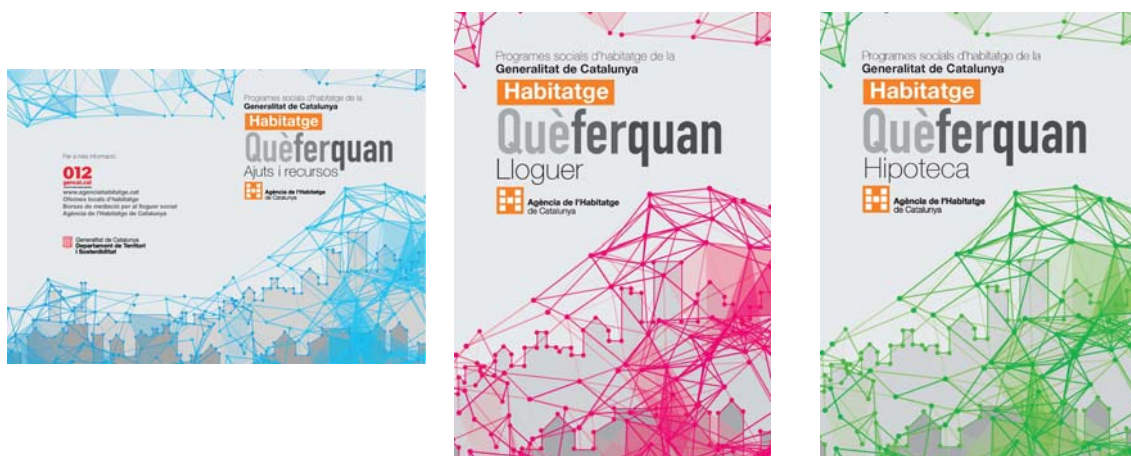 Programes socials d'habitatge de la
Generalitat de Catalunya
Habitatge
Quèferquan
Ajuts i recursos
Agència de l'Habitatge
de Catalunya
Per a més informació:
012
gencat.cat
www.agenciahabitatge.cat
Oficines locals d'habitatge
Borses de mediació per al lloguer social
Agència de l'Habitatge de Catalunya
Generalitat de Catalunya
Departament de Territori
i Sostenibilitat
Programes socials d'habitatge de la
Generalitat de Catalunya
Habitatge
Quèferquan
Lloguer
Agència de l'Habitatge
de Catalunya
Programes socials d'habitatge de la
Generalitat de Catalunya
Habitatge
Quèferquan
Hipoteca
Agència de l'Habitatge
de Catalunya